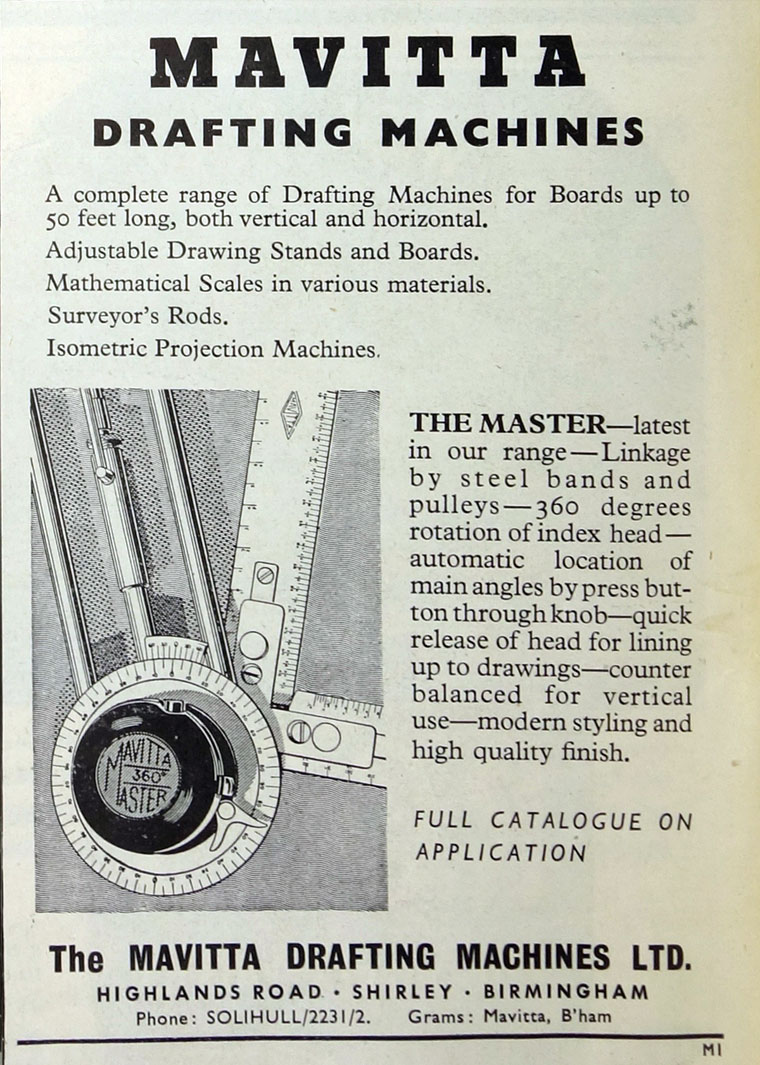 MAVITTA
DRAFTING MACHINES
A complete range of Drafting Machines for Boards up to
50 feet long, both vertical and horizontal.
Adjustable Drawing Stands and Boards.
Mathematical Scales in various materials.
Surveyor's Rods.
Isometric Projection Machines.
THE MASTER—latest
in our range—Linkage
by steel bands and
pulleys—360 degrees
rotation of index head—
automatic location of
main angles by press but-
ton through knob—quick
release of head for lining
up to drawings—counter
balanced for vertical
use—modern styling and
high quality finish.
MAVITTA
360°
MASTER
FULL CATALOGUE ON
APPLICATION
The MAVITTA DRAFTING MACHINES LTD.
HIGHLANDS ROAD · SHIRLEY · BIRMINGHAM
Phone: SOLIHULL/2231/2. Grams: Mavitta, B'ham
MI